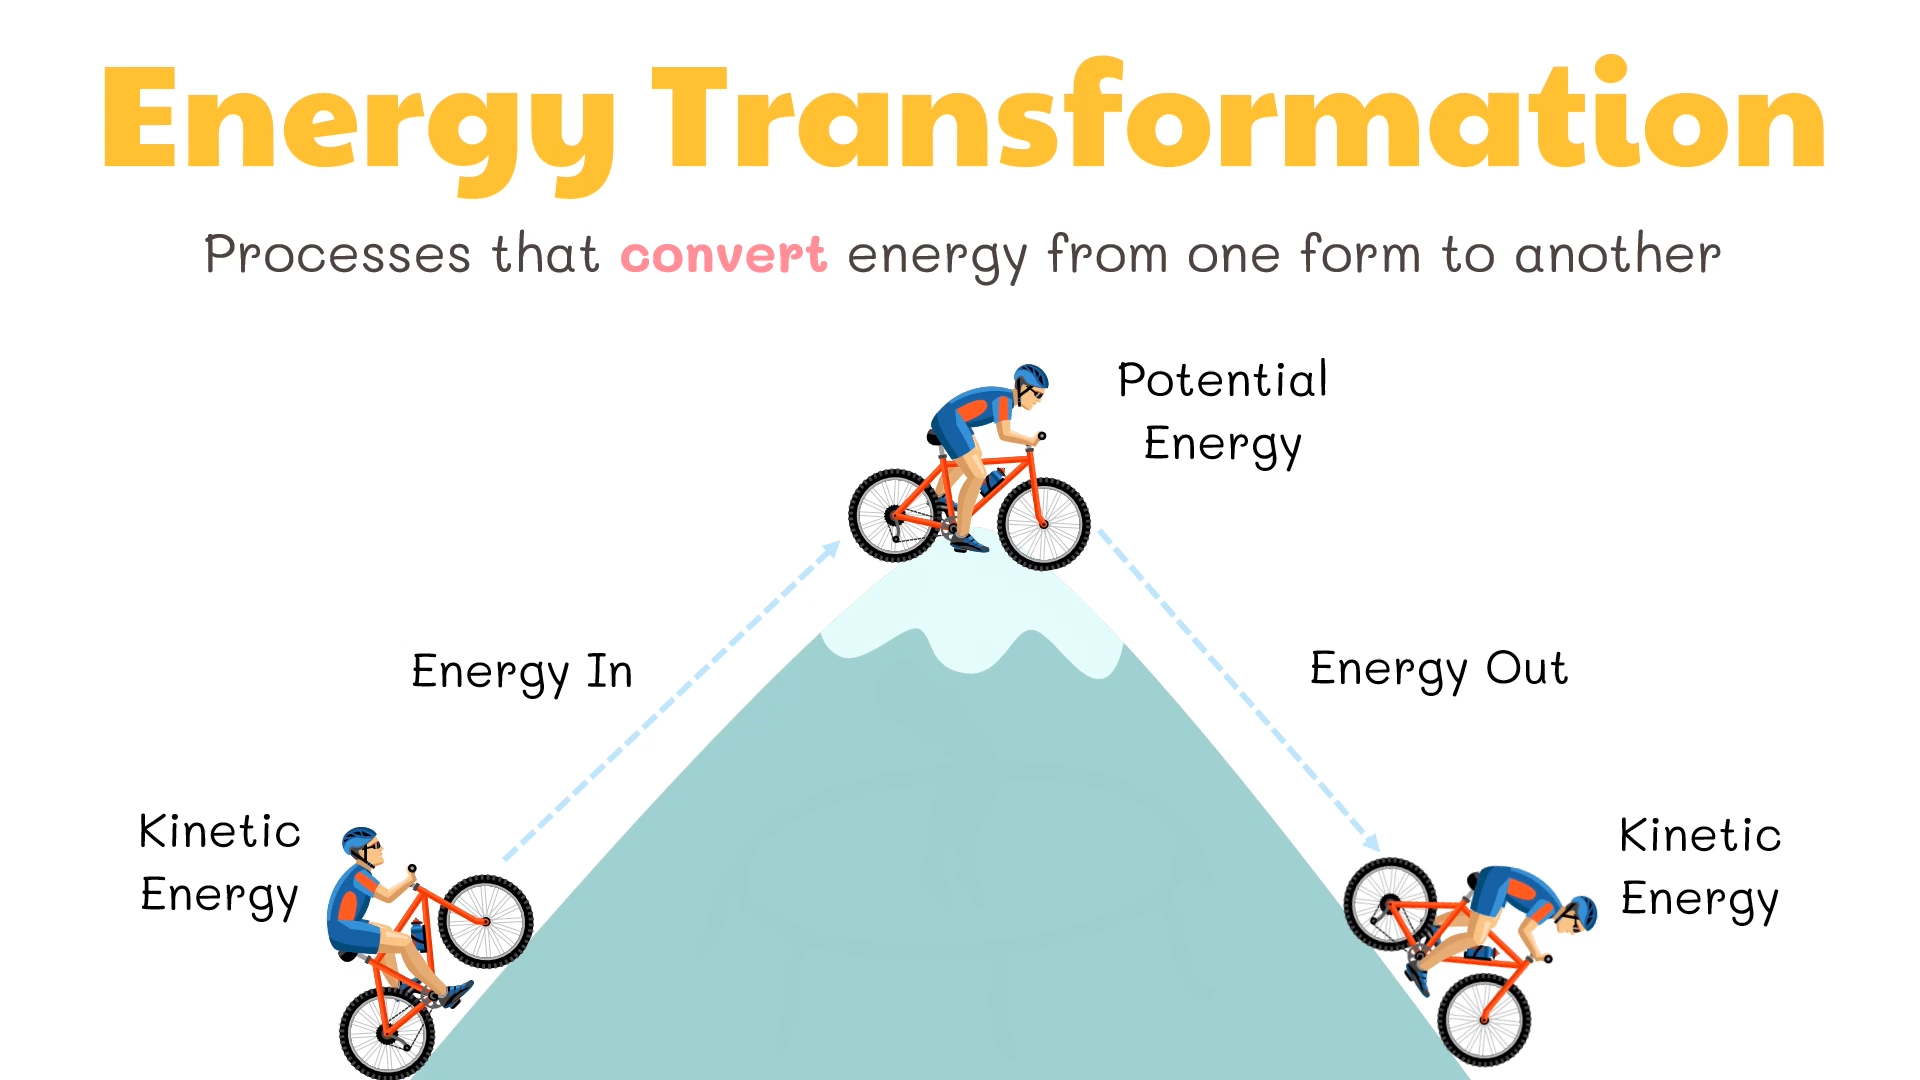 Energy Transformation
Processes that convert energy from one form to another
Potential
Energy
Energy In
Energy Out
Kinetic
Energy
Kinetic
Energy